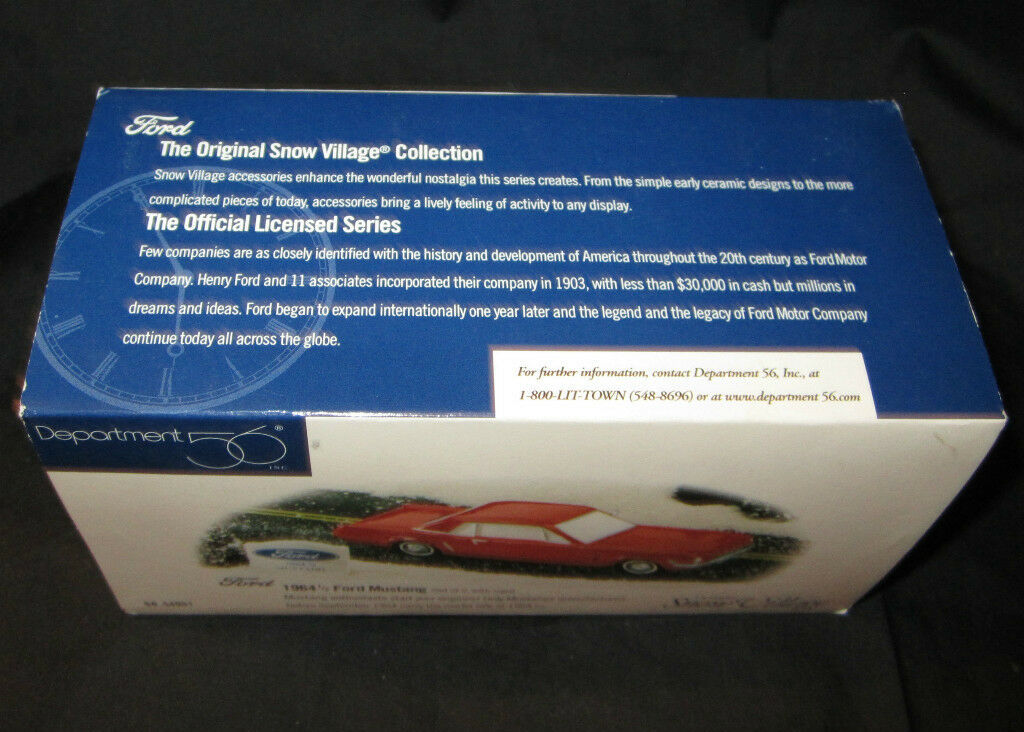 Ford
The Original Snow Village® Collection
Snow Village accessories enhance the wonderful nostalgia this series creates. From the simple early ceramic designs to the more
complicated pieces of today, accessories bring a lively feeling of activity to any display.
The Official Licensed Series
Few companies are as closely identified with the history and development of America throughout the 20th century as Ford Motor
Company. Henry Ford and 11 associates incorporated their company in 1903, with less than $30,000 in cash but millions in
dreams and ideas. Ford began to expand internationally one year later and the legend and the legacy of Ford Motor Company
continue today all across the globe.
For further information, contact Department 56, Inc., at
1-800-LIT-TOWN (548-8696) or at www.department 56.com
Department 56®
INC.
Ford
Ford 1964 ½ Ford Mustang